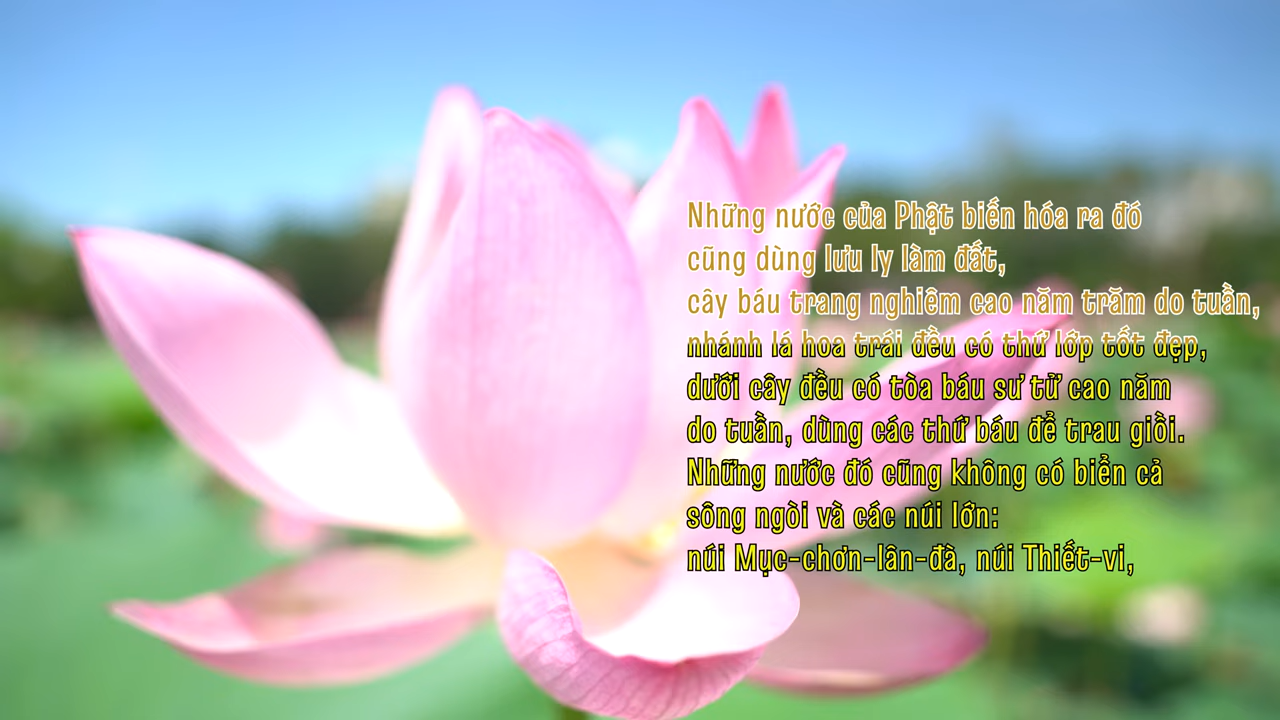 Những nước của Phật biến hóa ra đó
cũng dùng lưu ly làm đất,
cây báu trang nghiêm cao năm trăm do tuần,
nhánh lá hoa trái đều có thứ lớp tốt đẹp,
dưới cây đều có tòa báu sư tử cao năm
do tuần, dùng các thứ báu để trau giồi.
Những nước đó cũng không có biển cả
sông ngòi và các núi lớn:
núi Mục-chơn-lân-đà, núi Thiết-vi,